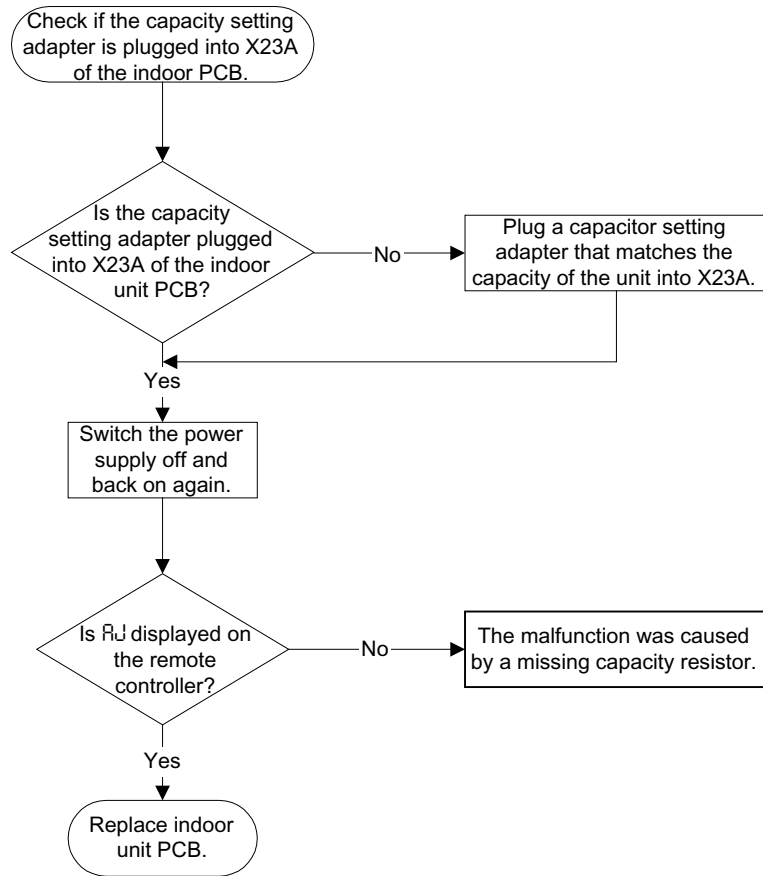 Check if the capacity setting
adapter is plugged into X23A
of the indoor PCB.
Is the capacity
setting adapter plugged
into X23A of the indoor
unit PCB?
No
Plug a capacitor setting
adapter that matches the
capacity of the unit into X23A.
Yes
Switch the power
supply off and
back on again.
Is AJ displayed on
the remote
controller?
No
The malfunction was caused
by a missing capacity resistor.
Yes
Replace indoor
unit PCB.